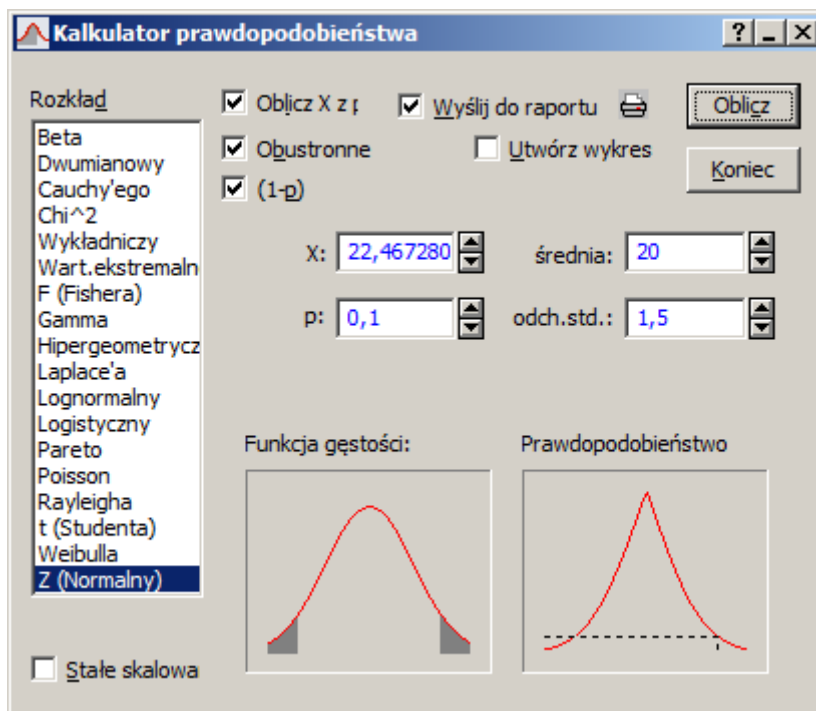 Kalkulator prawdopodobieństwa
Rozkład
Beta
Dwumianowy
Cauchy'ego
Chi^2
Wykładniczy
Wart.ekstremaln
F (Fishera)
Gamma
Hipergeometrycz
Laplace'a
Lognormalny
Logistyczny
Pareto
Poisson
Rayleigha
t (Studenta)
Weibulla
Z (Normalny)
Stałe skalowa
Oblicz X z p
Wyślij do raportu
Obustronne
Utwórz wykres
(1-p)
Oblicz
Koniec
X: 22,467280
średnia: 20
p: 0,1
odch.std.: 1,5
Funkcja gęstości:
Prawdopodobieństwo